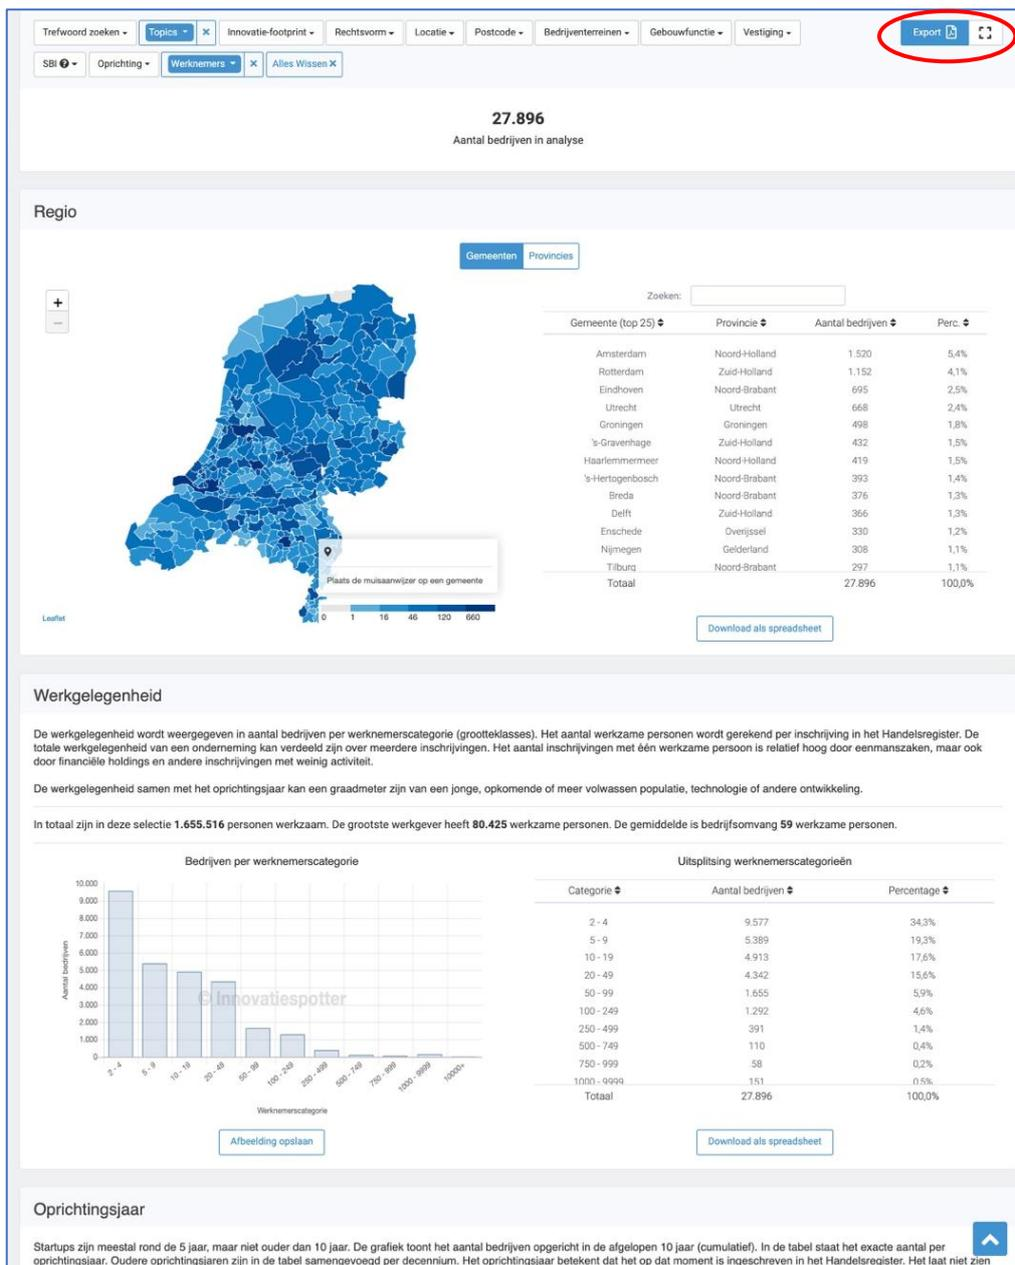 Trefwoord zoeken Topics × Innovatie-footprint Rechtsvorm Locatie Postcode Bedrijventerreinen Gebouwfunctie Vestiging Export
SBI Oprichting Werknemers × Alles Wissen ×
27.896
Aantal bedrijven in analyse
Regio
Gemeenten Provincies
+
−
Zoeken:
Gemeente (top 25) Provincie Aantal bedrijven Perc.
Amsterdam Noord-Holland 1.520 5,4%
Rotterdam Zuid-Holland 1.152 4,1%
Eindhoven Noord-Brabant 695 2,5%
Utrecht Utrecht 668 2,4%
Groningen Groningen 498 1,8%
's-Gravenhage Zuid-Holland 432 1,5%
Haarlemmermeer Noord-Holland 419 1,5%
's-Hertogenbosch Noord-Brabant 393 1,4%
Breda Noord-Brabant 376 1,3%
Delft Zuid-Holland 366 1,3%
Enschede Overijssel 330 1,2%
Nijmegen Gelderland 308 1,1%
Tilburg Noord-Brabant 297 1,1%
Totaal 27.896 100,0%
Plaats de muisaanwijzer op een gemeente
0 1 16 46 120 660
Leaflet
Download als spreadsheet
Werkgelegenheid
De werkgelegenheid wordt weergegeven in aantal bedrijven per werknemerscategorie (grootteklasses). Het aantal werkzame personen wordt gerekend per inschrijving in het Handelsregister. De
totale werkgelegenheid van een onderneming kan verdeeld zijn over meerdere inschrijvingen. Het aantal inschrijvingen met één werkzame persoon is relatief hoog door eenmanszaken, maar ook
door financiële holdings en andere inschrijvingen met weinig activiteit.
De werkgelegenheid samen met het oprichtingsjaar kan een graadmeter zijn van een jonge, opkomende of meer volwassen populatie, technologie of andere ontwikkeling.
In totaal zijn in deze selectie 1.655.516 personen werkzaam. De grootste werkgever heeft 80.425 werkzame personen. De gemiddelde is bedrijfsomvang 59 werkzame personen.
Bedrijven per werknemerscategorie
10.000
9.000
8.000
7.000
6.000
5.000
4.000
3.000
2.000
1.000
0
Aantal bedrijven
© Innovatiespotter
2 - 4 5 - 9 10 - 19 20 - 49 50 - 99 100 - 249 250 - 499 500 - 749 750 - 999 1000 - 9999 10000+
Werknemerscategorie
Afbeelding opslaan
Uitsplitsing werknemerscategorieën
Categorie Aantal bedrijven Percentage
2 - 4 9.577 34,3%
5 - 9 5.389 19,3%
10 - 19 4.913 17,6%
20 - 49 4.342 15,6%
50 - 99 1.655 5,9%
100 - 249 1.292 4,6%
250 - 499 391 1,4%
500 - 749 110 0,4%
750 - 999 58 0,2%
1000 - 9999 151 0,5%
Totaal 27.896 100,0%
Download als spreadsheet
Oprichtingsjaar
Startups zijn meestal rond de 5 jaar, maar niet ouder dan 10 jaar. De grafiek toont het aantal bedrijven opgericht in de afgelopen 10 jaar (cumulatief). In de tabel staat het exacte aantal per
oprichtingsjaar. Oudere oprichtingsjaren zijn in de tabel samengevoegd per decennium. Het oprichtingsjaar betekent dat het op dat moment is ingeschreven in het Handelsregister. Het laat niet zien